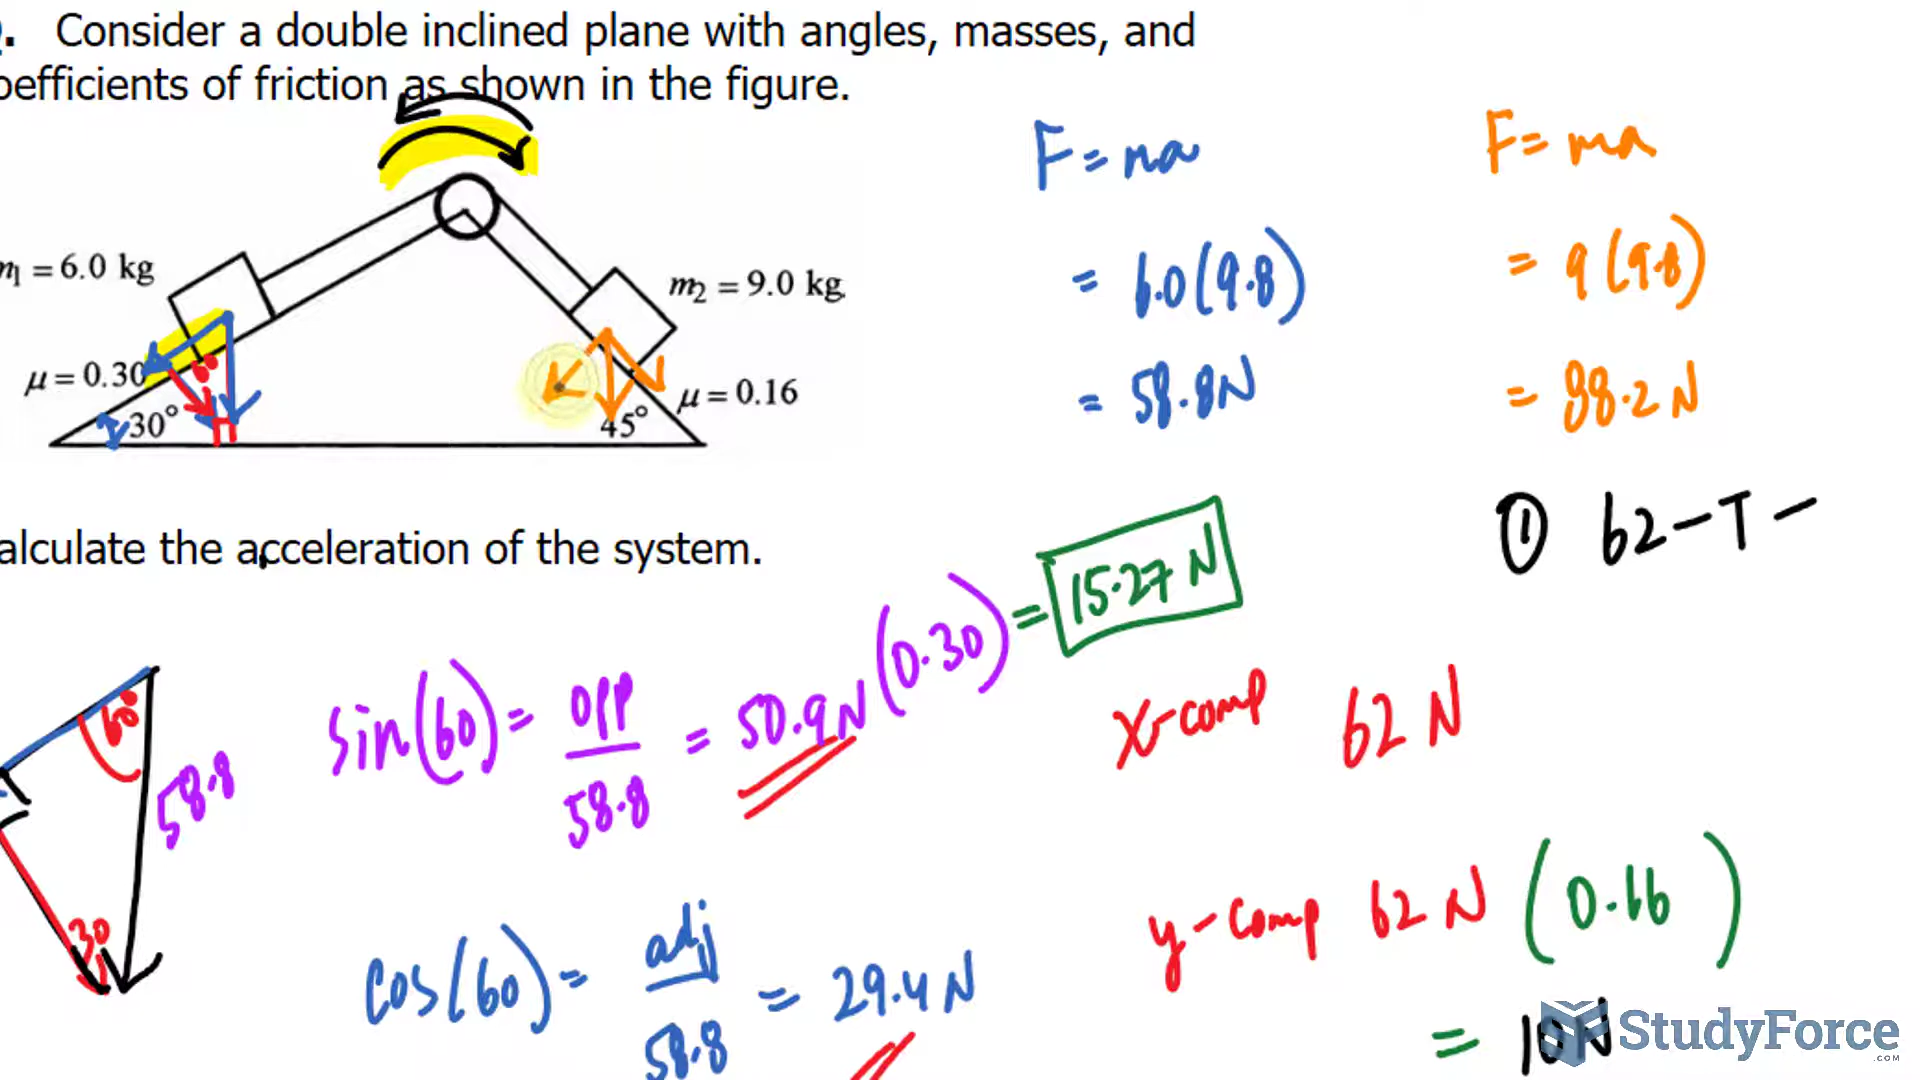 . Consider a double inclined plane with angles, masses, and
oefficients of friction as shown in the figure.
m₁ = 6.0 kg
m₂ = 9.0 kg
μ = 0.30
60
μ = 0.16
30°
45°
F = ma
= 6.0(9.8)
= 58.8N
F = ma
= 9(9.8)
= 88.2 N
① 62 - T -
alculate the acceleration of the system.
60°
58.8
30
sin(60) = opp/58.8 = 50.9N (0.30) = 15.27 N
cos(60) = adj/58.8 = 29.4 N
x-comp 62 N
y-comp 62 N (0.16)
= 10N
StudyForce
.COM